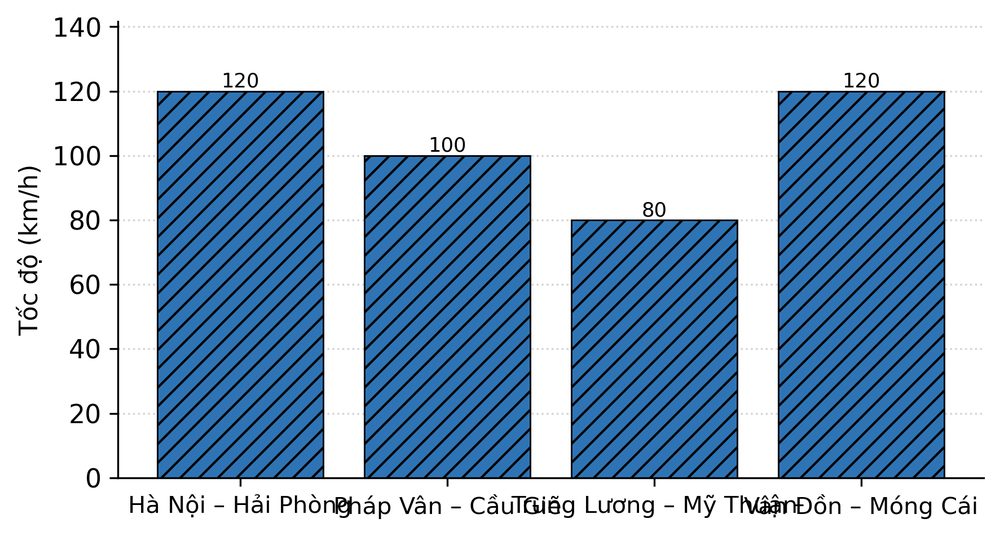 Tốc độ (km/h)
140
120
100
80
60
40
20
0
120
100
80
120
Hà Nội – Hải Phòng
Pháp Vân – Cầu Giẽ
Trung Lương – Mỹ Thuận
Vân Đồn – Móng Cái